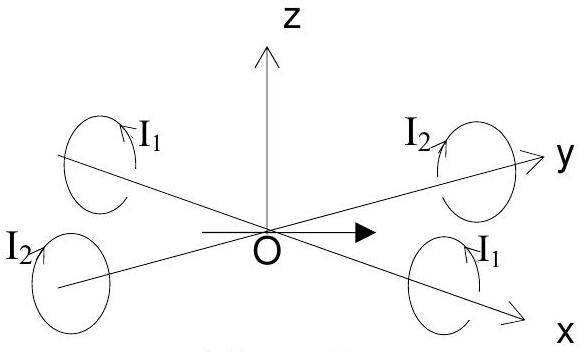 z
I₁
I₂
y
I₂
O
I₁
x